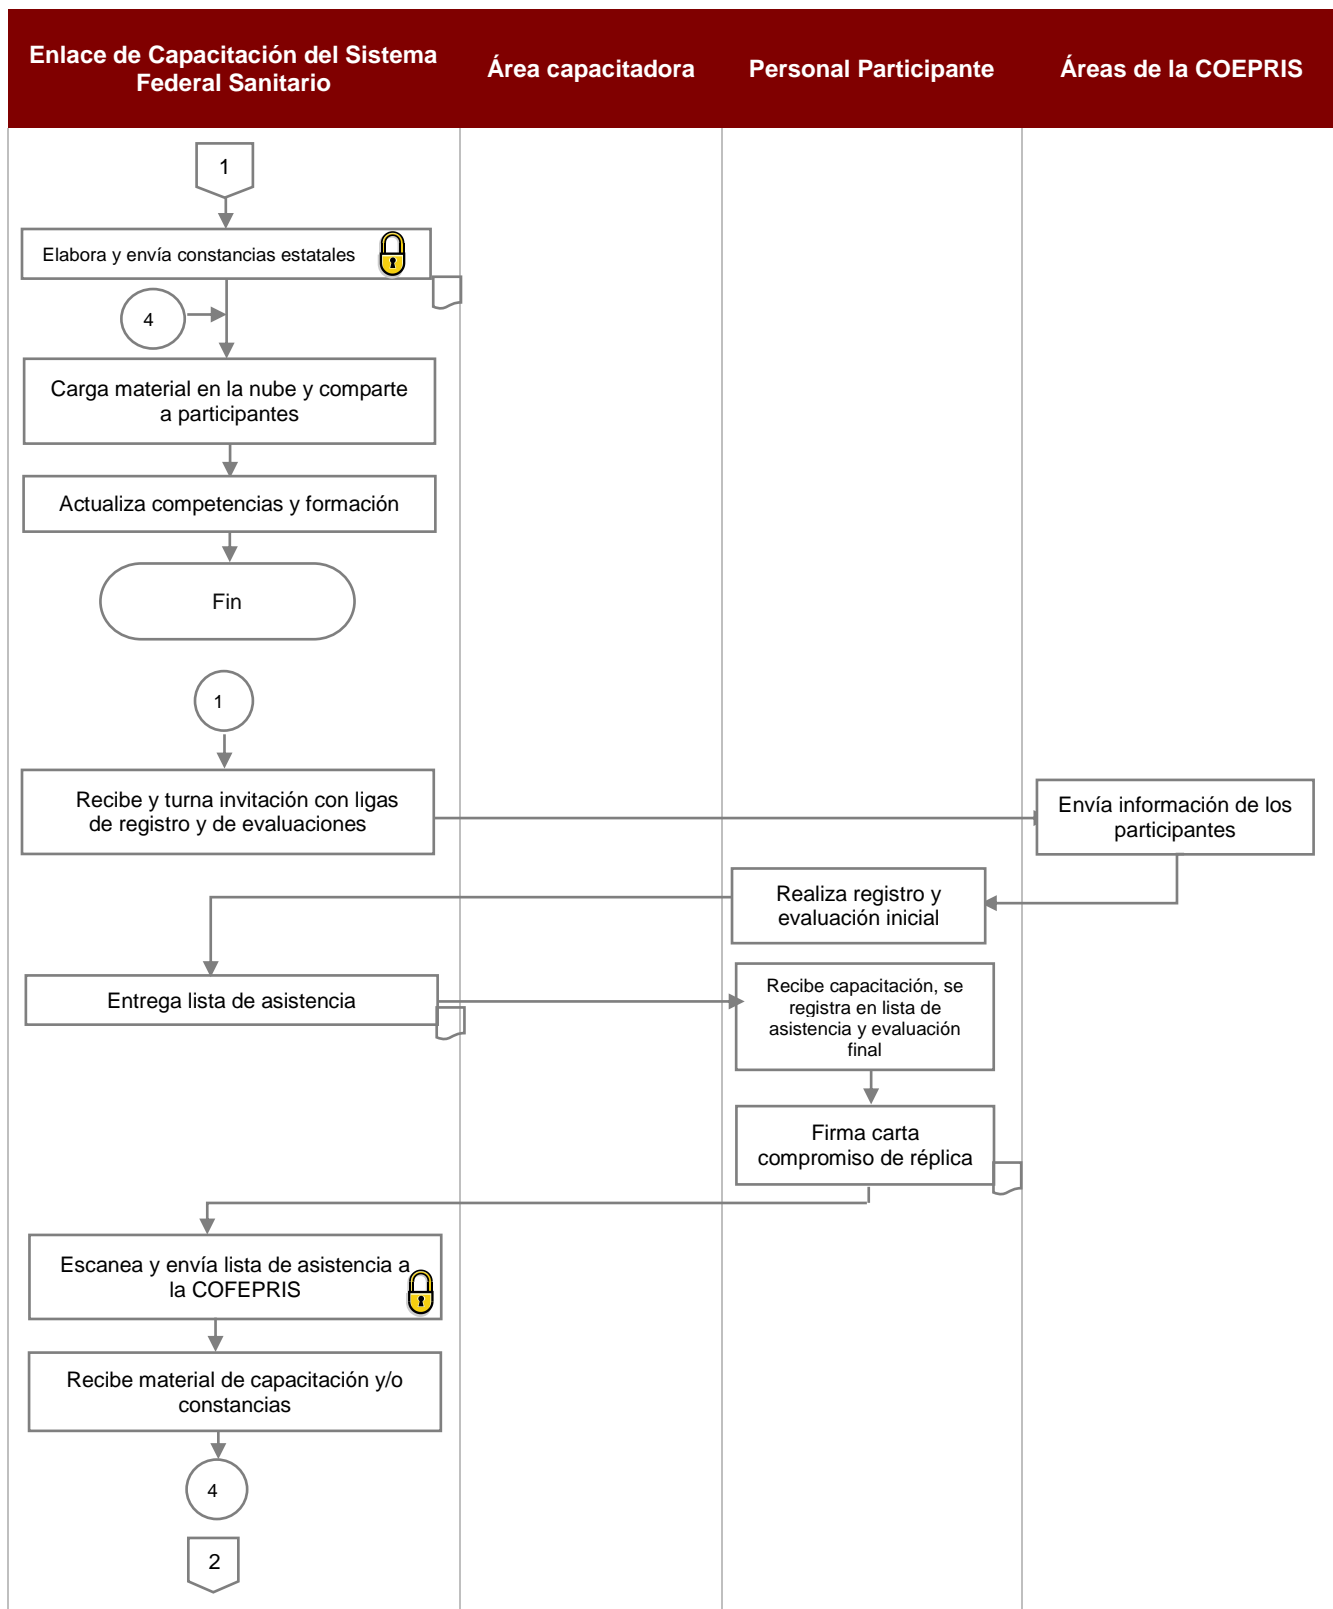 Enlace de Capacitación del Sistema
Federal Sanitario
Área capacitadora
Personal Participante
Áreas de la COEPRIS
1
Elabora y envía constancias estatales
4
Carga material en la nube y comparte
a participantes
Actualiza competencias y formación
Fin
1
Recibe y turna invitación con ligas
de registro y de evaluaciones
Envía información de los
participantes
Realiza registro y
evaluación inicial
Entrega lista de asistencia
Recibe capacitación, se
registra en lista de
asistencia y evaluación
final
Firma carta
compromiso de réplica
Escanea y envía lista de asistencia a
la COFEPRIS
Recibe material de capacitación y/o
constancias
4
2